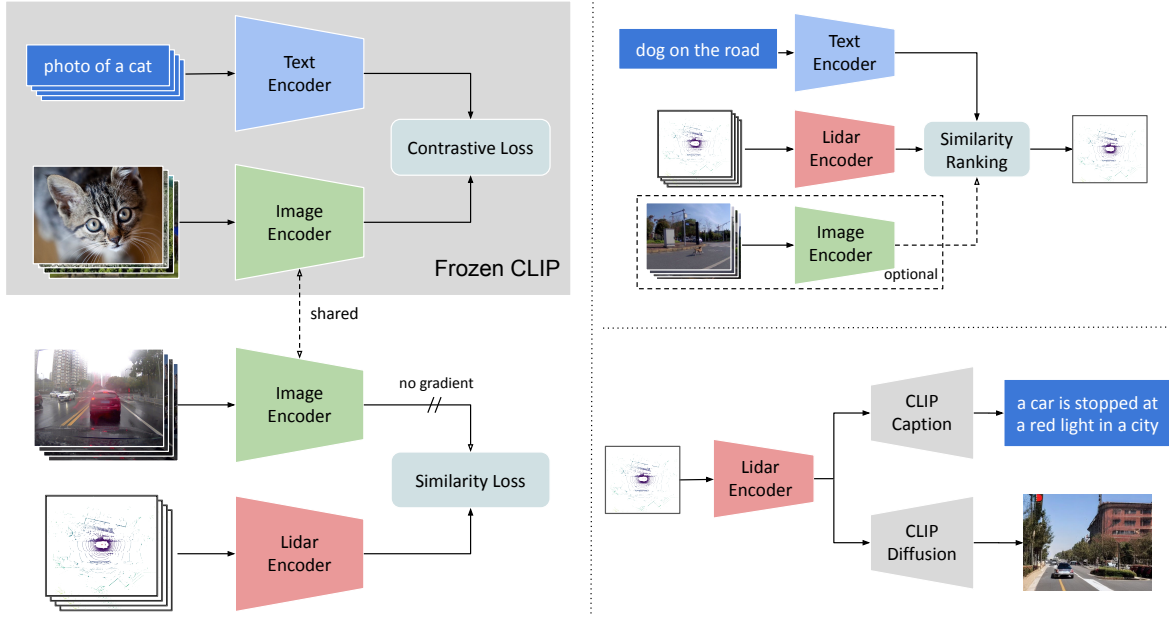 photo of a cat
Text
Encoder
Contrastive Loss
Image
Encoder
Frozen CLIP
shared
Image
Encoder
no gradient
Similarity Loss
Lidar
Encoder
dog on the road
Text
Encoder
Lidar
Encoder
Similarity
Ranking
Image
Encoder
optional
Lidar
Encoder
CLIP
Caption
a car is stopped at
a red light in a city
CLIP
Diffusion